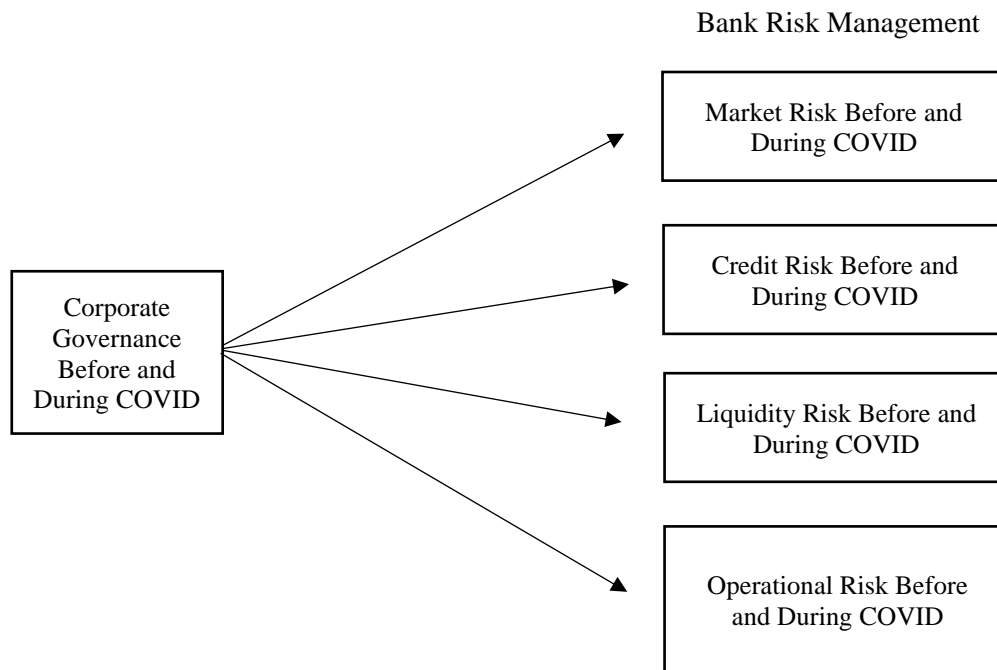 Bank Risk Management
Market Risk Before and
During COVID
Credit Risk Before and
During COVID
Corporate
Governance
Before and
During COVID
Liquidity Risk Before and
During COVID
Operational Risk Before
and During COVID